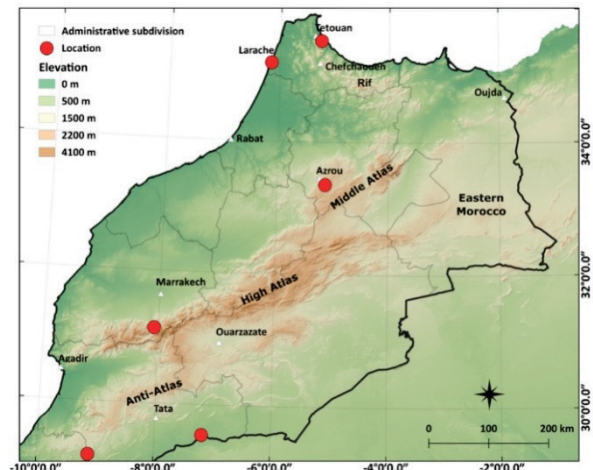 Administrative subdivision
Location
Elevation
0 m
500 m
1500 m
2200 m
4100 m
Tetouan
Larache
Chefchaouen
Rif
Oujda
Rabat
34°0'0.0"
Azrou
Middle Atlas
Eastern
Morocco
32°0'0.0"
Marrakech
High Atlas
Ouarzazate
Agadir
Anti-Atlas
Tata
30°0'0.0"
0 100 200 km
-10°0'0.0" -8°0'0.0" -6°0'0.0" -4°0'0.0" -2°0'0.0"